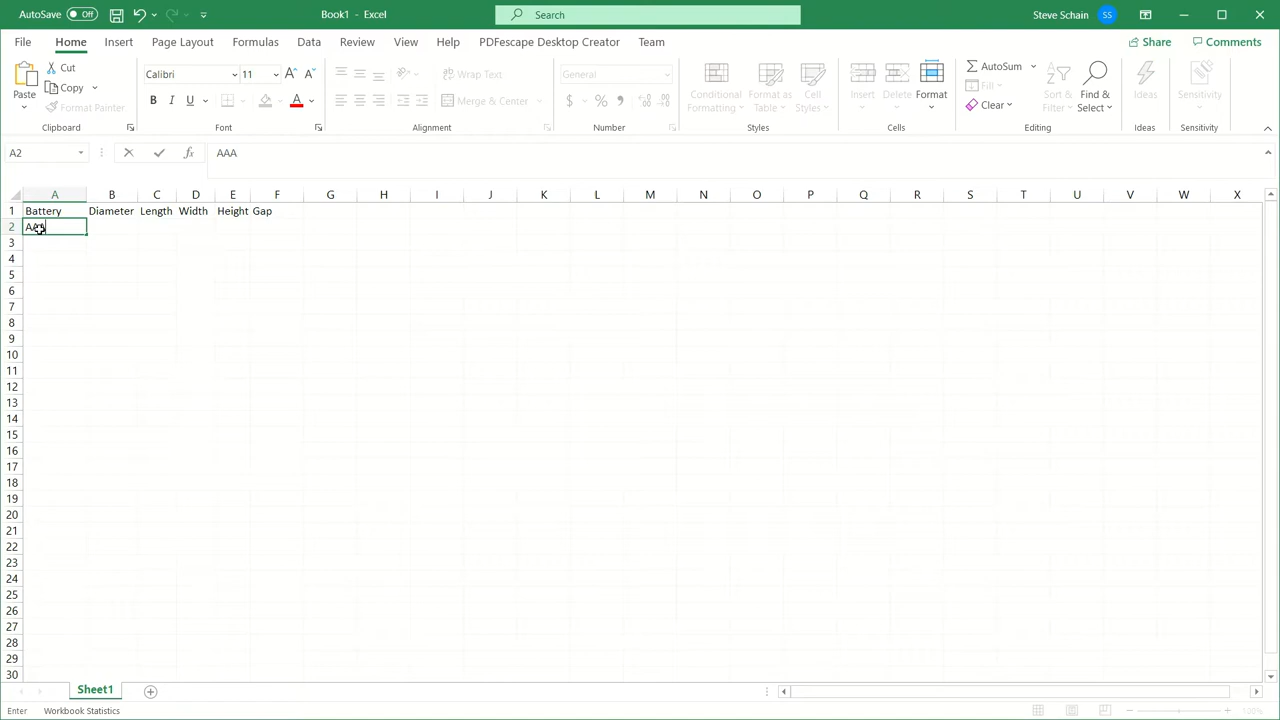 AutoSave Off Book1 - Excel Search Steve Schain SS
File Home Insert Page Layout Formulas Data Review View Help PDFescape Desktop Creator Team Share Comments
Paste Cut Copy Format Painter Clipboard
Calibri 11 A A B I U A Font
Wrap Text Merge & Center Alignment
General $ % , Number
Conditional Formatting Format as Table Cell Styles Styles
Insert Delete Format Cells
AutoSum Fill Clear Sort & Filter Find & Select Editing
Ideas Ideas
Sensitivity Sensitivity
A2 fx AAA
A B C D E F G H I J K L M N O P Q R S T U V W X
1 Battery Diameter Length Width Height Gap
2
3
4
5
6
7
8
9
10
11
12
13
14
15
16
17
18
19
20
21
22
23
24
25
26
27
28
29
30
Sheet1
Enter Workbook Statistics 100%